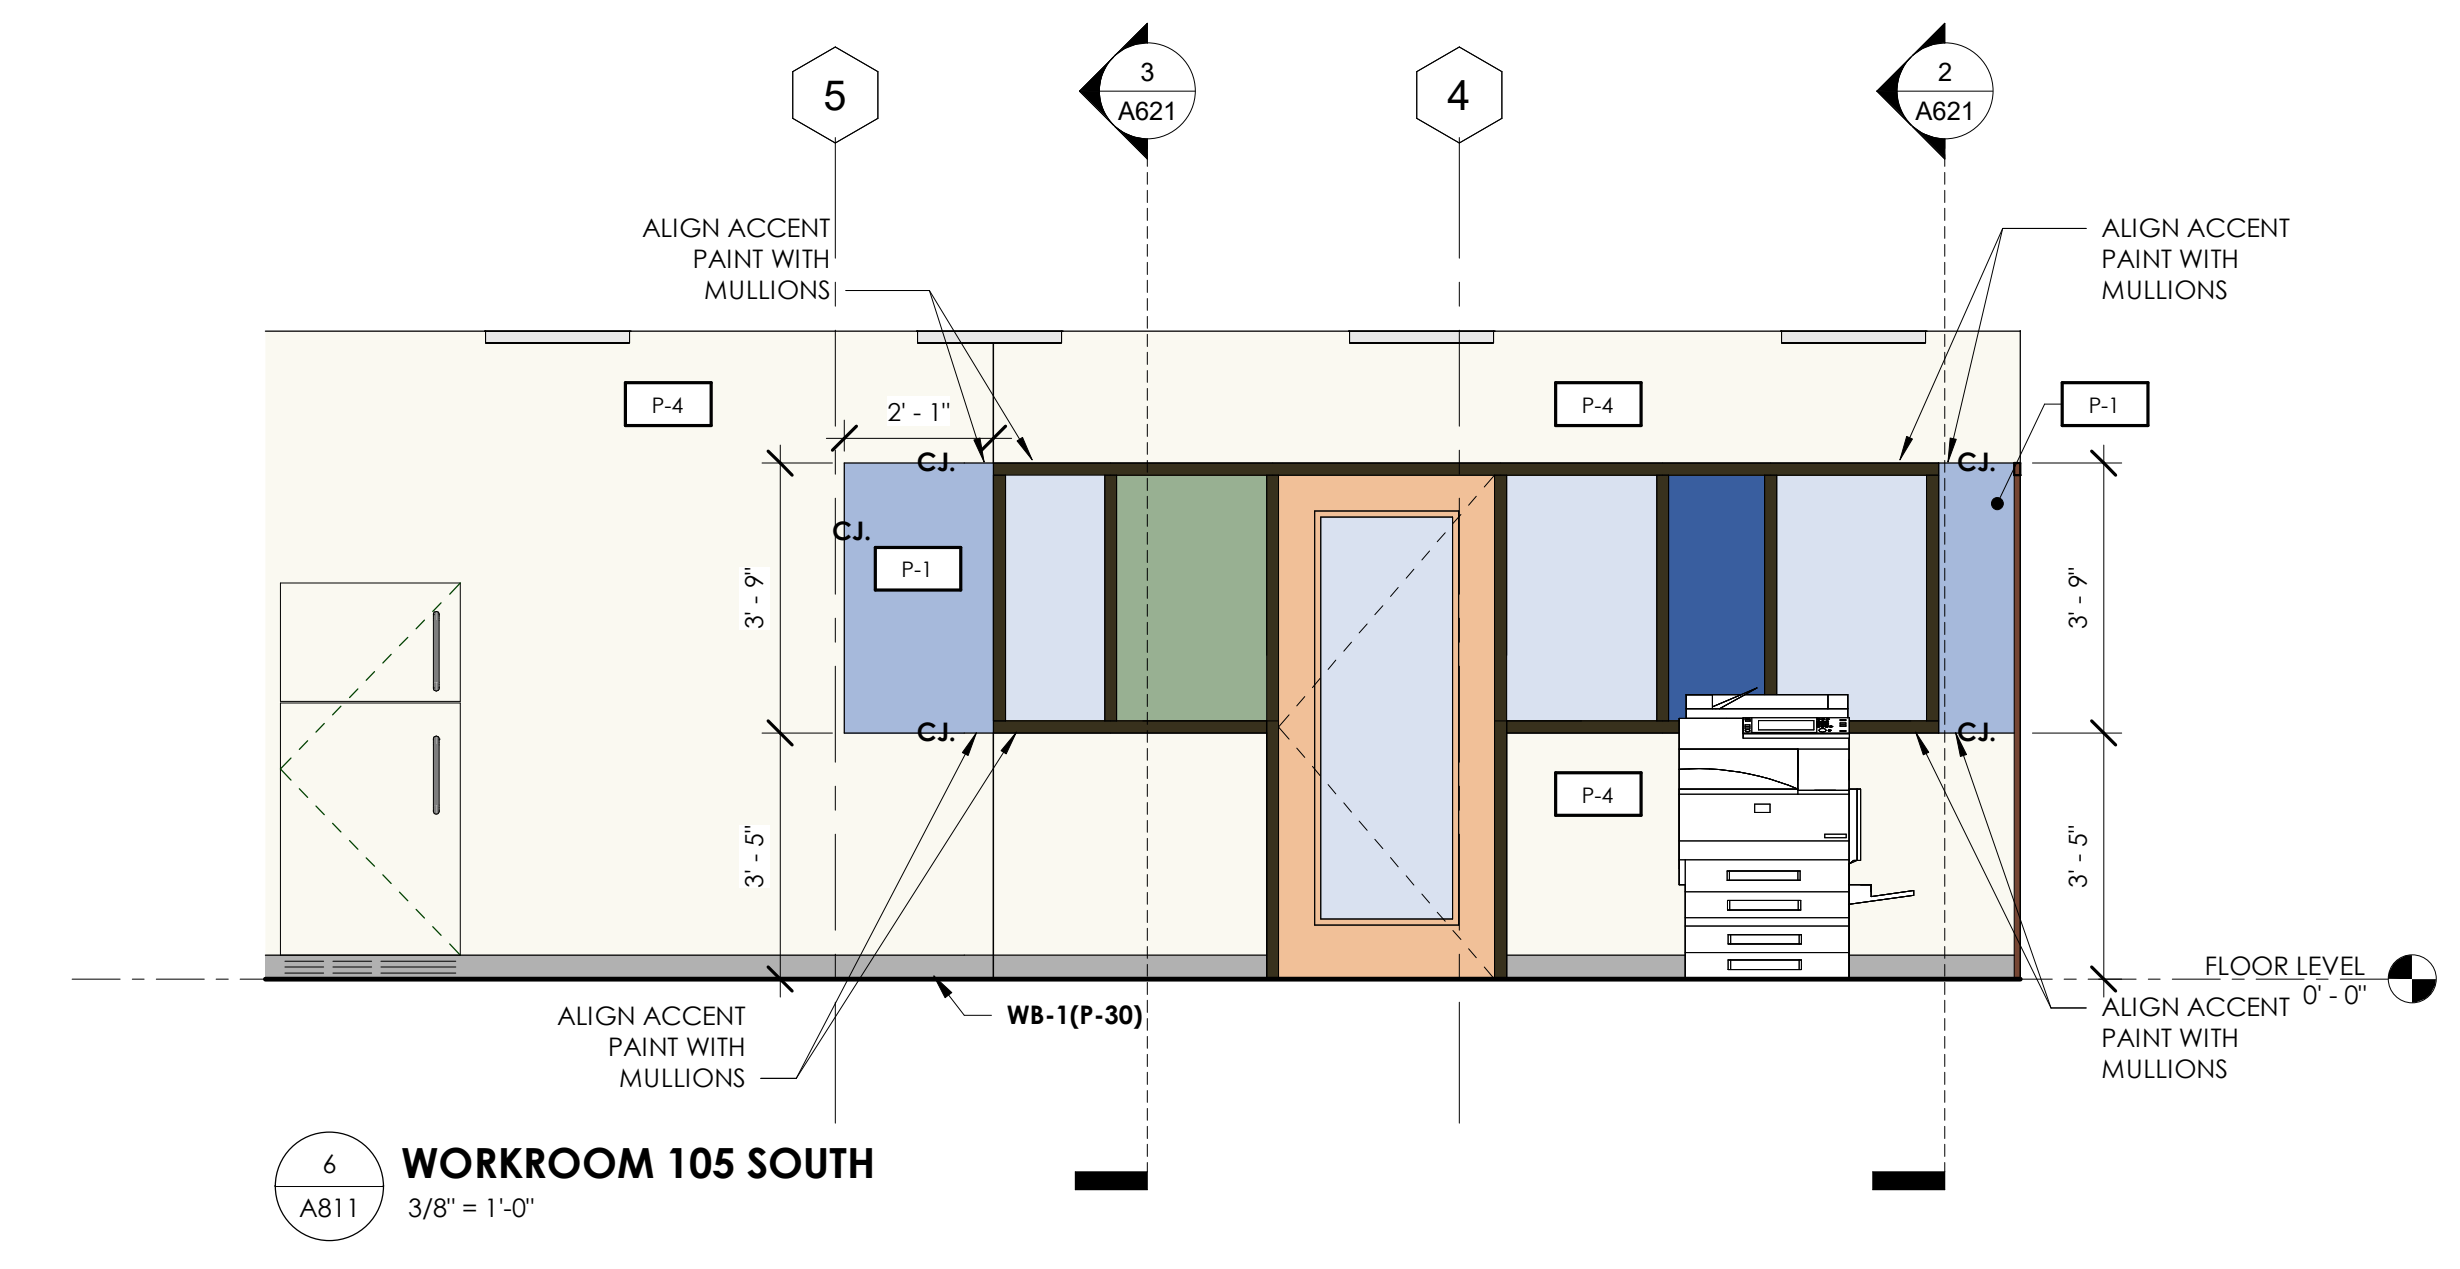 5
3
A621
4
2
A621
ALIGN ACCENT
PAINT WITH
MULLIONS
ALIGN ACCENT
PAINT WITH
MULLIONS
P-4
2' - 1"
P-4
P-1
CJ.
CJ.
CJ.
P-1
3' - 9"
3' - 9"
CJ.
CJ.
P-4
3' - 5"
3' - 5"
FLOOR LEVEL
0' - 0"
ALIGN ACCENT
PAINT WITH
MULLIONS
WB-1(P-30)
ALIGN ACCENT
PAINT WITH
MULLIONS
6
A811
WORKROOM 105 SOUTH
3/8" = 1'-0"